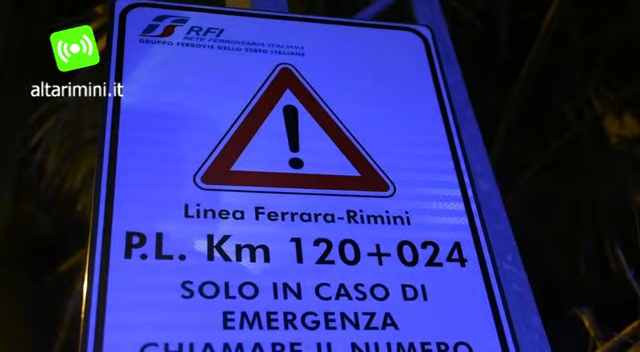 altarimini.it
RFI
RETE FERROVIARIA ITALIANA
GRUPPO FERROVIE DELLO STATO ITALIANE
!
Linea Ferrara-Rimini
P.L. Km 120+024
SOLO IN CASO DI
EMERGENZA
CHIAMARE IL NUMERO